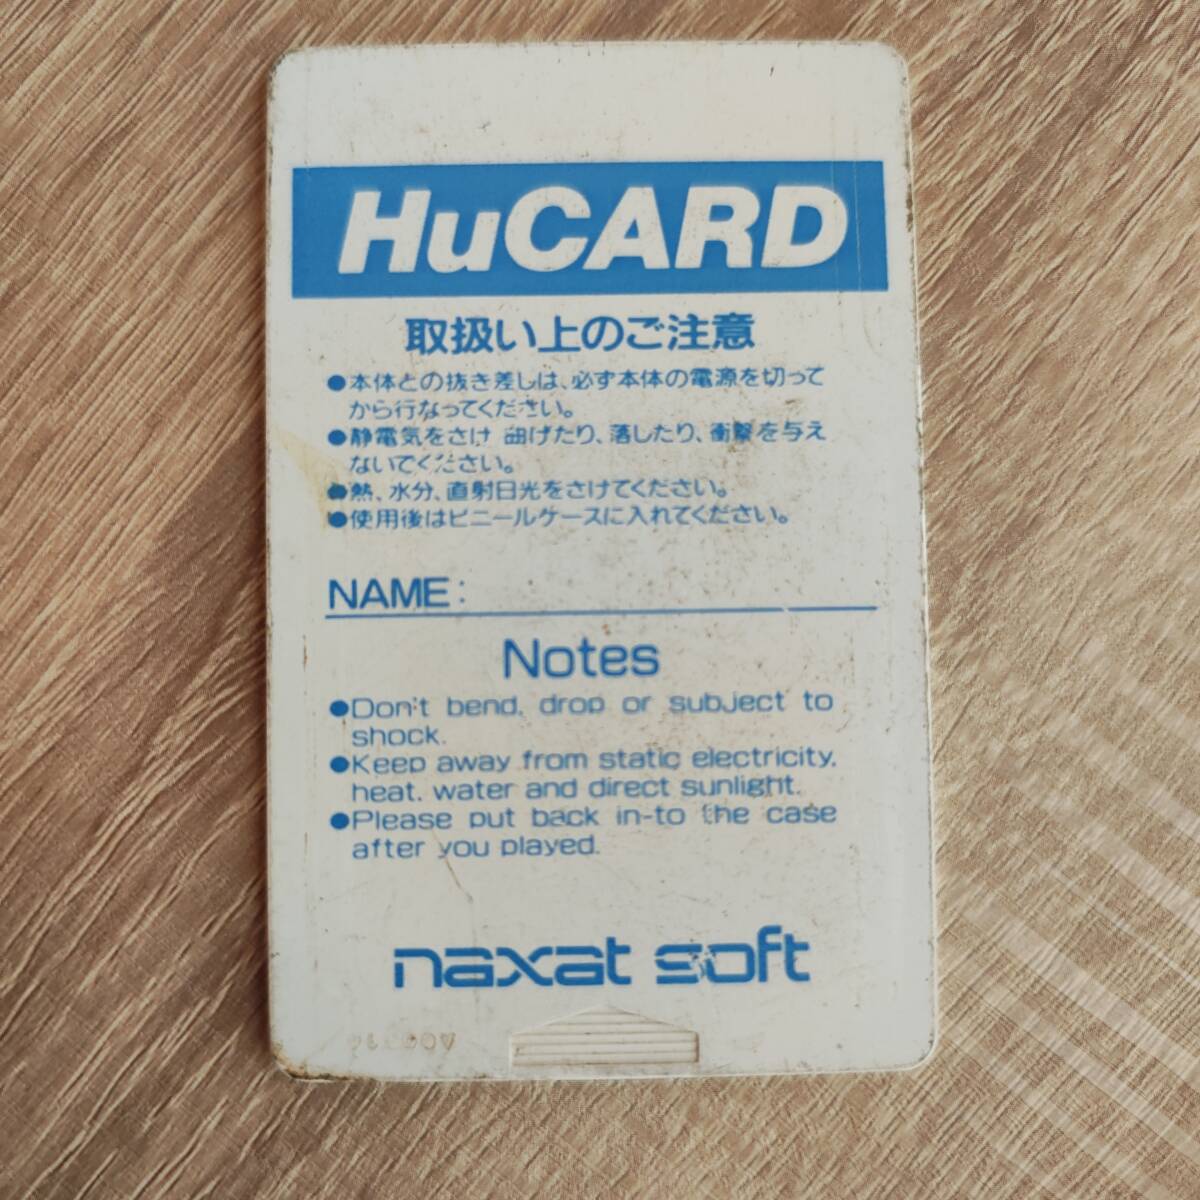 HuCARD
取扱い上のご注意
●本体との抜き差しは、必ず本体の電源を切って
から行なってください。
●静電気をさけ 曲げたり、落したり、衝撃を与え
ないでください。
●熱、水分、直射日光をさけてください。
●使用後はビニールケースに入れてください。
NAME:
Notes
●Don't bend, drop or subject to
shock.
●Keep away from static electricity,
heat, water and direct sunlight.
●Please put back in-to the case
after you played.
naxat soft